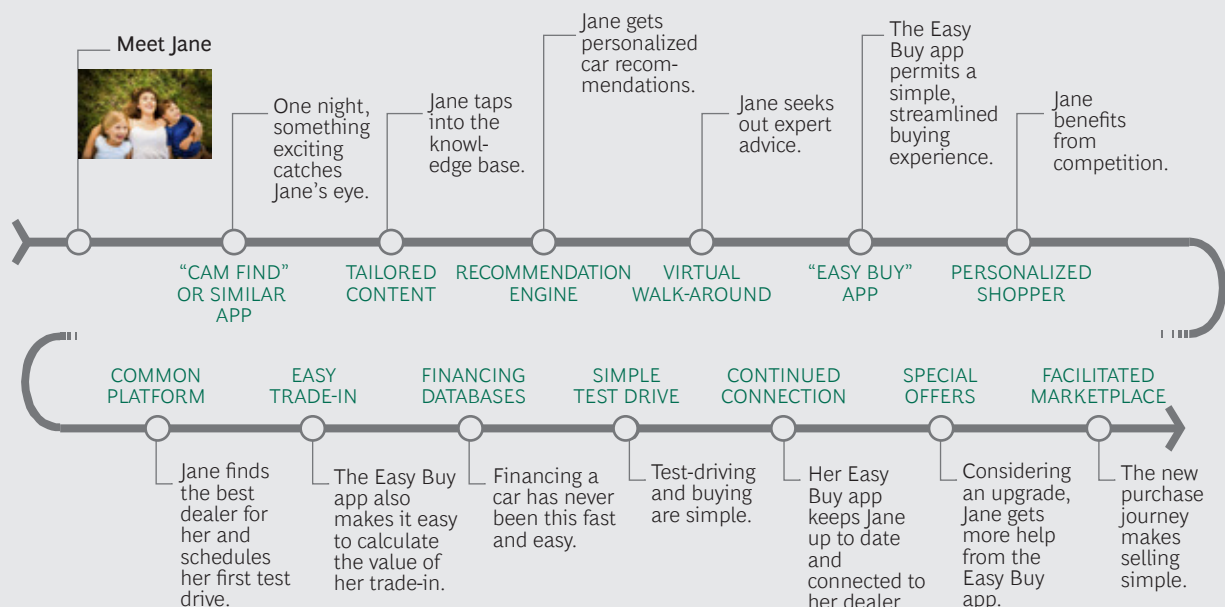 Meet Jane
One night,
something
exciting
catches
Jane’s eye.
Jane taps
into the
knowl-
edge base.
Jane gets
personalized
car recom-
mendations.
Jane seeks
out expert
advice.
The Easy
Buy app
permits a
simple,
streamlined
buying
experience.
Jane
benefits
from
competition.
“CAM FIND”
OR SIMILAR
APP
TAILORED
CONTENT
RECOMMENDATION
ENGINE
VIRTUAL
WALK-AROUND
“EASY BUY”
APP
PERSONALIZED
SHOPPER
COMMON
PLATFORM
EASY
TRADE-IN
FINANCING
DATABASES
SIMPLE
TEST DRIVE
CONTINUED
CONNECTION
SPECIAL
OFFERS
FACILITATED
MARKETPLACE
Jane finds
the best
dealer for
her and
schedules
her first test
drive.
The Easy Buy
app also
makes it easy
to calculate
the value of
her trade-in.
Financing a
car has never
been this fast
and easy.
Test-driving
and buying
are simple.
Her Easy
Buy app
keeps Jane
up to date
and
connected to
her dealer
Considering
an upgrade,
Jane gets
more help
from the
Easy Buy
app.
The new
purchase
journey
makes
selling
simple.